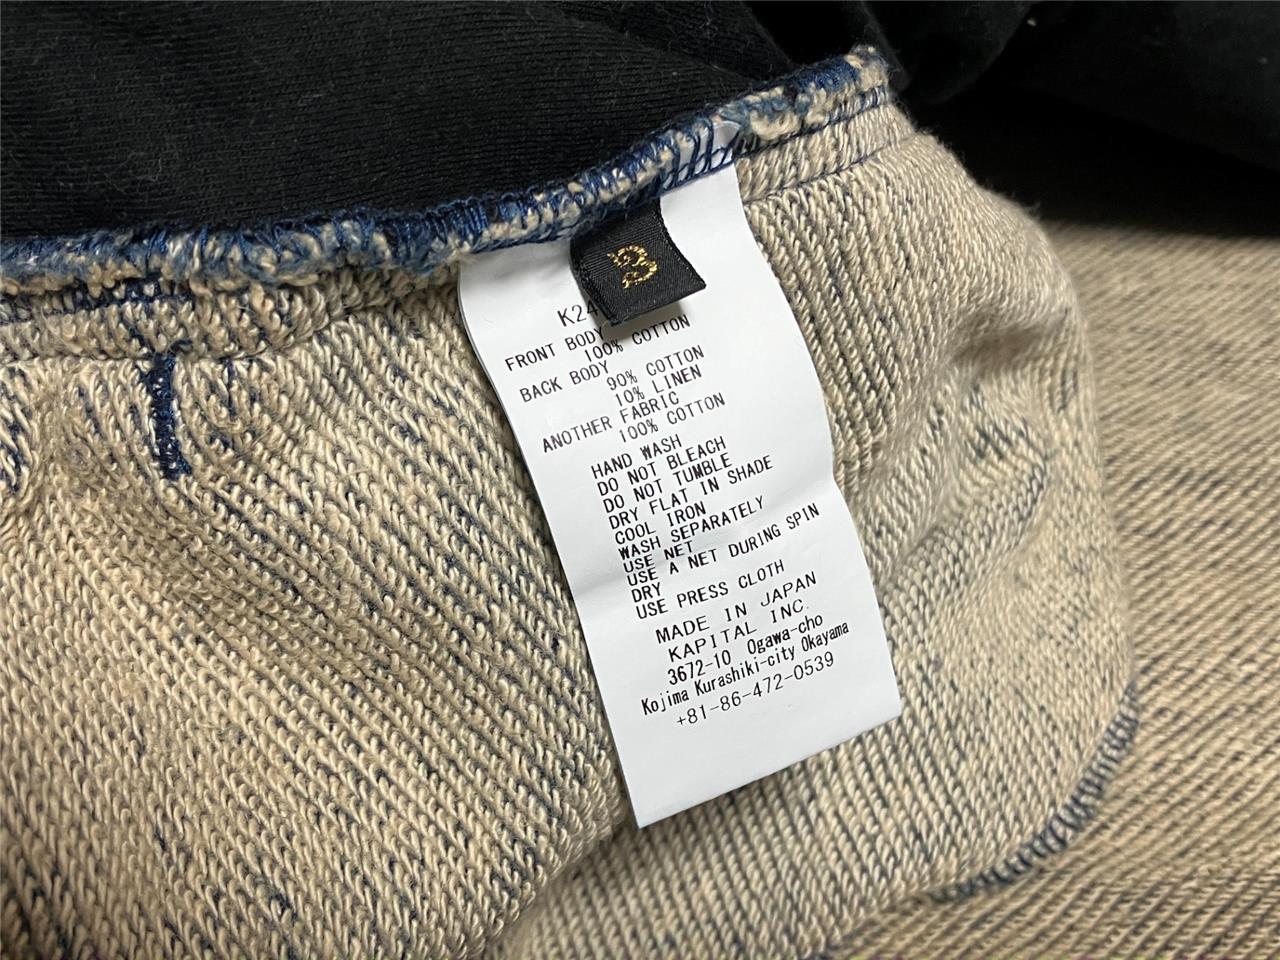 3
K24
FRONT BODY
100% COTTON
BACK BODY
90% COTTON
10% LINEN
ANOTHER FABRIC
100% COTTON
HAND WASH
DO NOT BLEACH
DO NOT TUMBLE
DRY FLAT IN SHADE
COOL IRON
WASH SEPARATELY
USE NET
USE A NET DURING SPIN
DRY
USE PRESS CLOTH
MADE IN JAPAN
KAPITAL INC.
3672-10 Ogawa-cho
Kojima Kurashiki-city Okayama
+81-86-472-0539